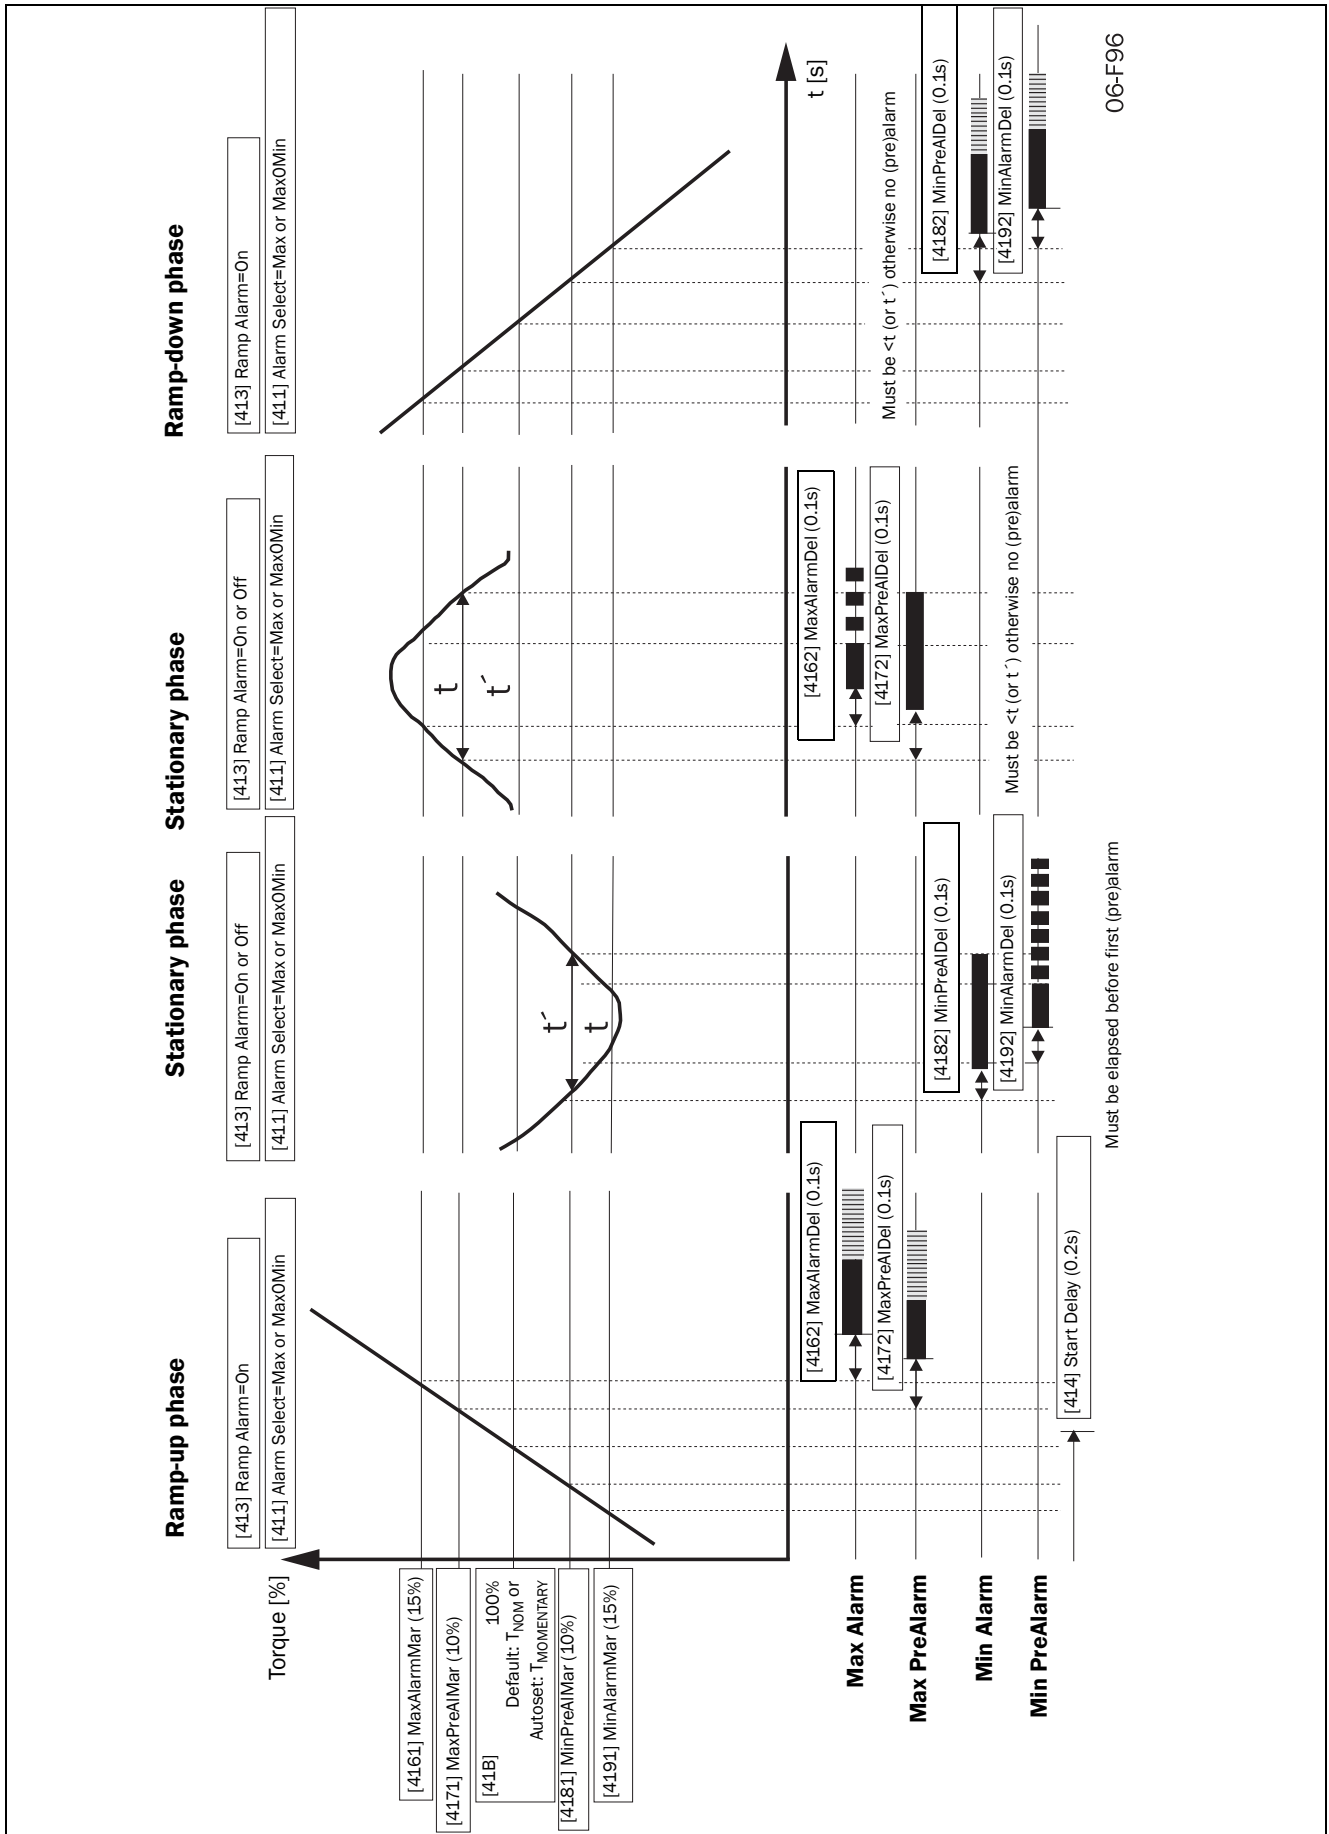 Ramp-up phase
Stationary phase
Stationary phase
Ramp-down phase
[413] Ramp Alarm=On
[411] Alarm Select=Max or Max0Min
[413] Ramp Alarm=On or Off
[411] Alarm Select=Max or Max0Min
[413] Ramp Alarm=On or Off
[411] Alarm Select=Max or Max0Min
[413] Ramp Alarm=On
[411] Alarm Select=Max or Max0Min
Torque [%]
[4161] MaxAlarmMar (15%)
[4171] MaxPreAlMar (10%)
[41B] 100%
Default: TNOM or
Autoset: TMOMENTARY
[4181] MinPreAlMar (10%)
[4191] MinAlarmMar (15%)
t´
t
t
t´
t [s]
Max Alarm
[4162] MaxAlarmDel (0.1s)
[4162] MaxAlarmDel (0.1s)
Must be <t (or t´) otherwise no (pre)alarm
Max PreAlarm
[4172] MaxPreAlDel (0.1s)
[4172] MaxPreAlDel (0.1s)
Min Alarm
[4182] MinPreAlDel (0.1s)
[4182] MinPreAlDel (0.1s)
Must be <t (or t´) otherwise no (pre)alarm
Min PreAlarm
[4192] MinAlarmDel (0.1s)
[4192] MinAlarmDel (0.1s)
[414] Start Delay (0.2s)
Must be elapsed before first (pre)alarm
06-F96